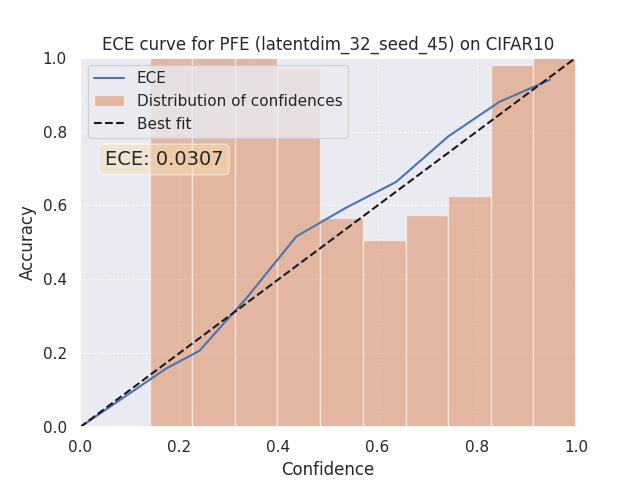 ECE curve for PFE (latentdim_32_seed_45) on CIFAR10
1.0
0.8
0.6
0.4
0.2
0.0
Accuracy
ECE
Distribution of confidences
Best fit
ECE: 0.0307
0.0 0.2 0.4 0.6 0.8 1.0
Confidence